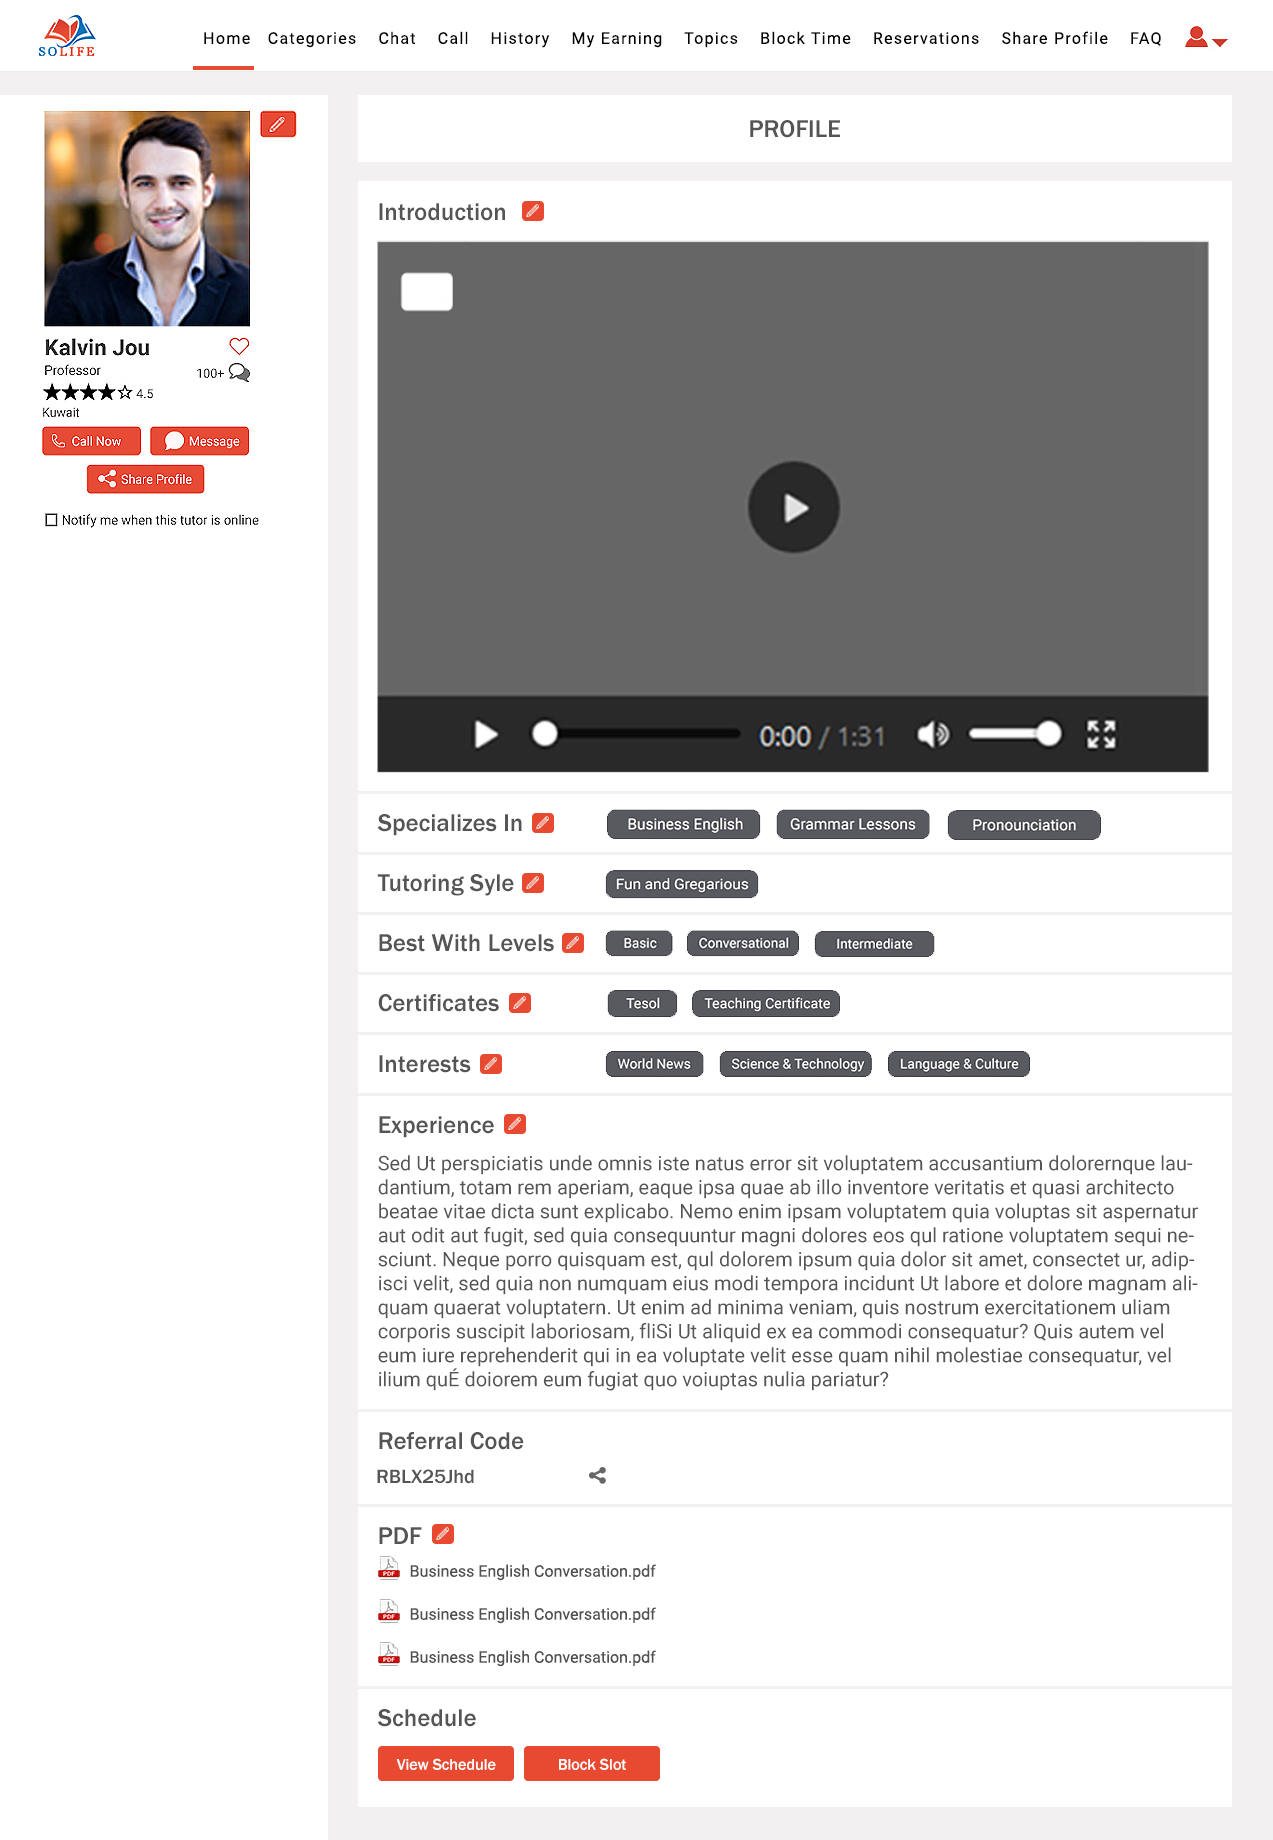 SOLIFE
Home Categories Chat Call History My Earning Topics Block Time Reservations Share Profile FAQ
Kalvin Jou
Professor
100+
4.5
Kuwait
Call Now Message
Share Profile
Notify me when this tutor is online
PROFILE
Introduction
0:00 / 1:31
Specializes In Business English Grammar Lessons Pronounciation
Tutoring Syle Fun and Gregarious
Best With Levels Basic Conversational Intermediate
Certificates Tesol Teaching Certificate
Interests World News Science & Technology Language & Culture
Experience
Sed Ut perspiciatis unde omnis iste natus error sit voluptatem accusantium dolorernque lau-
dantium, totam rem aperiam, eaque ipsa quae ab illo inventore veritatis et quasi architecto
beatae vitae dicta sunt explicabo. Nemo enim ipsam voluptatem quia voluptas sit aspernatur
aut odit aut fugit, sed quia consequuntur magni dolores eos qul ratione voluptatem sequi ne-
sciunt. Neque porro quisquam est, qul dolorem ipsum quia dolor sit amet, consectet ur, adip-
isci velit, sed quia non numquam eius modi tempora incidunt Ut labore et dolore magnam ali-
quam quaerat voluptatern. Ut enim ad minima veniam, quis nostrum exercitationem uliam
corporis suscipit laboriosam, fliSi Ut aliquid ex ea commodi consequatur? Quis autem vel
eum iure reprehenderit qui in ea voluptate velit esse quam nihil molestiae consequatur, vel
ilium quÉ doiorem eum fugiat quo voiuptas nulia pariatur?
Referral Code
RBLX25Jhd
PDF
PDF Business English Conversation.pdf
PDF Business English Conversation.pdf
PDF Business English Conversation.pdf
Schedule
View Schedule Block Slot